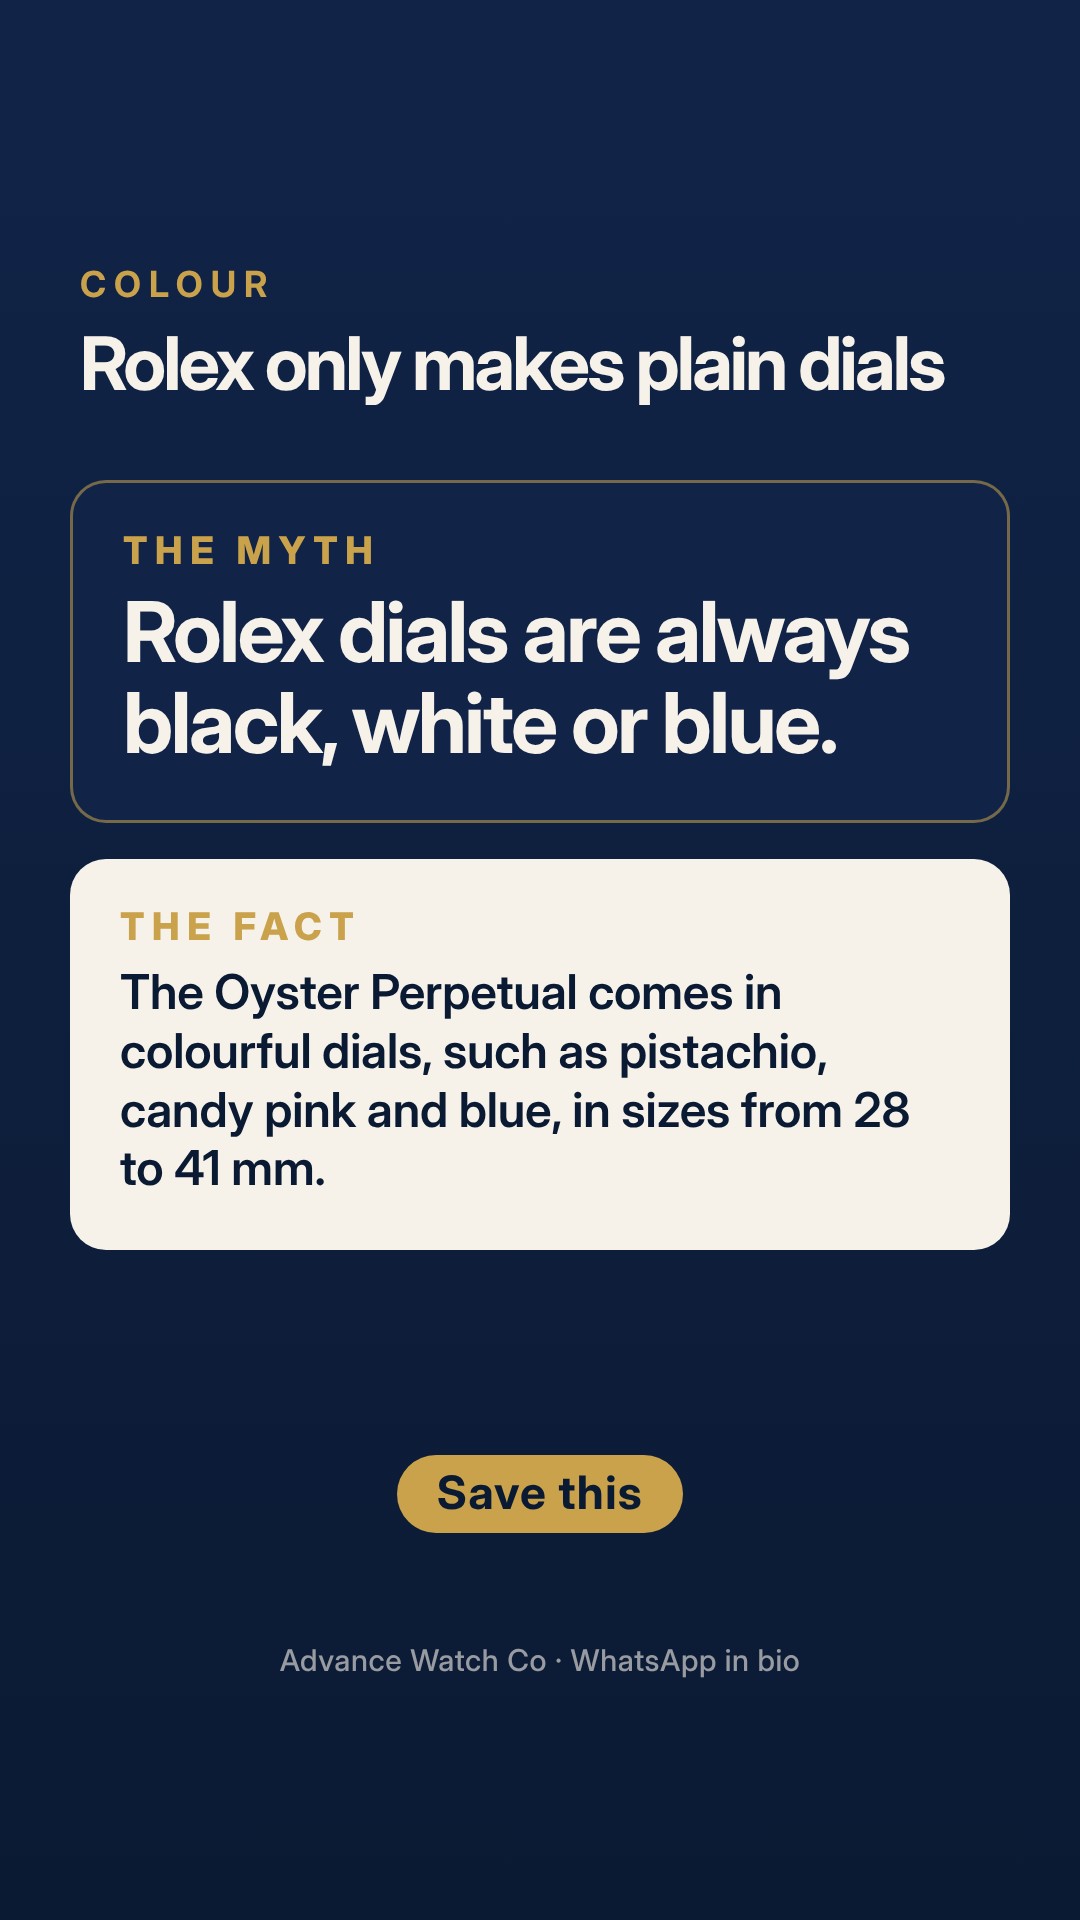 COLOUR
Rolex only makes plain dials
THE MYTH
Rolex dials are always
black, white or blue.
THE FACT
The Oyster Perpetual comes in
colourful dials, such as pistachio,
candy pink and blue, in sizes from 28
to 41 mm.
Save this
Advance Watch Co · WhatsApp in bio